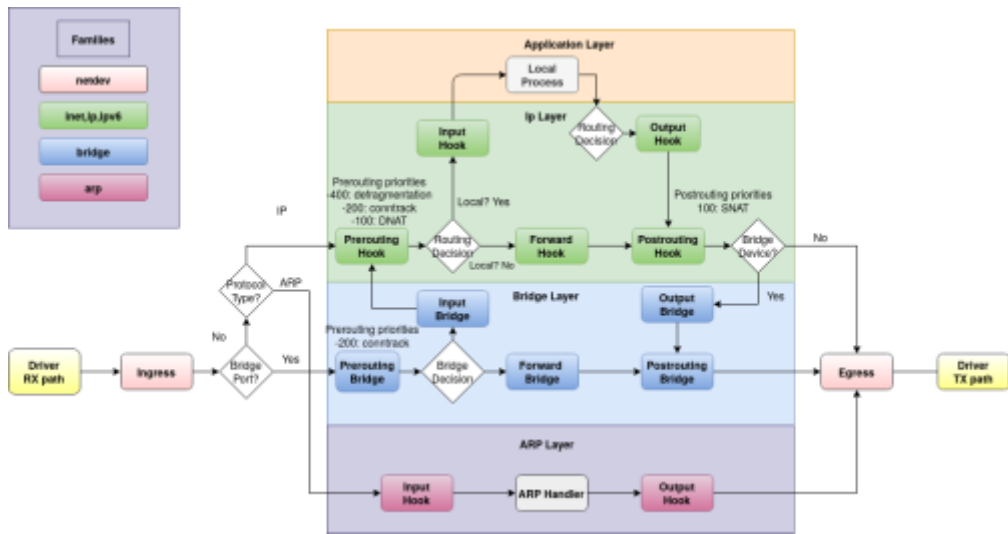 Families
netdev
inet,ip,ipv6
bridge
arp
Application Layer
Local
Process
Ip Layer
Input
Hook
Routing
Decision
Output
Hook
Prerouting priorities
-400: defragmentation
-200: conntrack
-100: DNAT
Local? Yes
Postrouting priorities
100: SNAT
IP
Prerouting
Hook
Routing
Decision
Local? No
Forward
Hook
Postrouting
Hook
Bridge
Device?
No
Yes
Protocol
Type?
ARP
Bridge Layer
Input
Bridge
Output
Bridge
No
Prerouting priorities
-200: conntrack
Driver
RX path
Ingress
Bridge
Port?
Yes
Prerouting
Bridge
Bridge
Decision
Forward
Bridge
Postrouting
Bridge
Egress
Driver
TX path
ARP Layer
Input
Hook
ARP Handler
Output
Hook